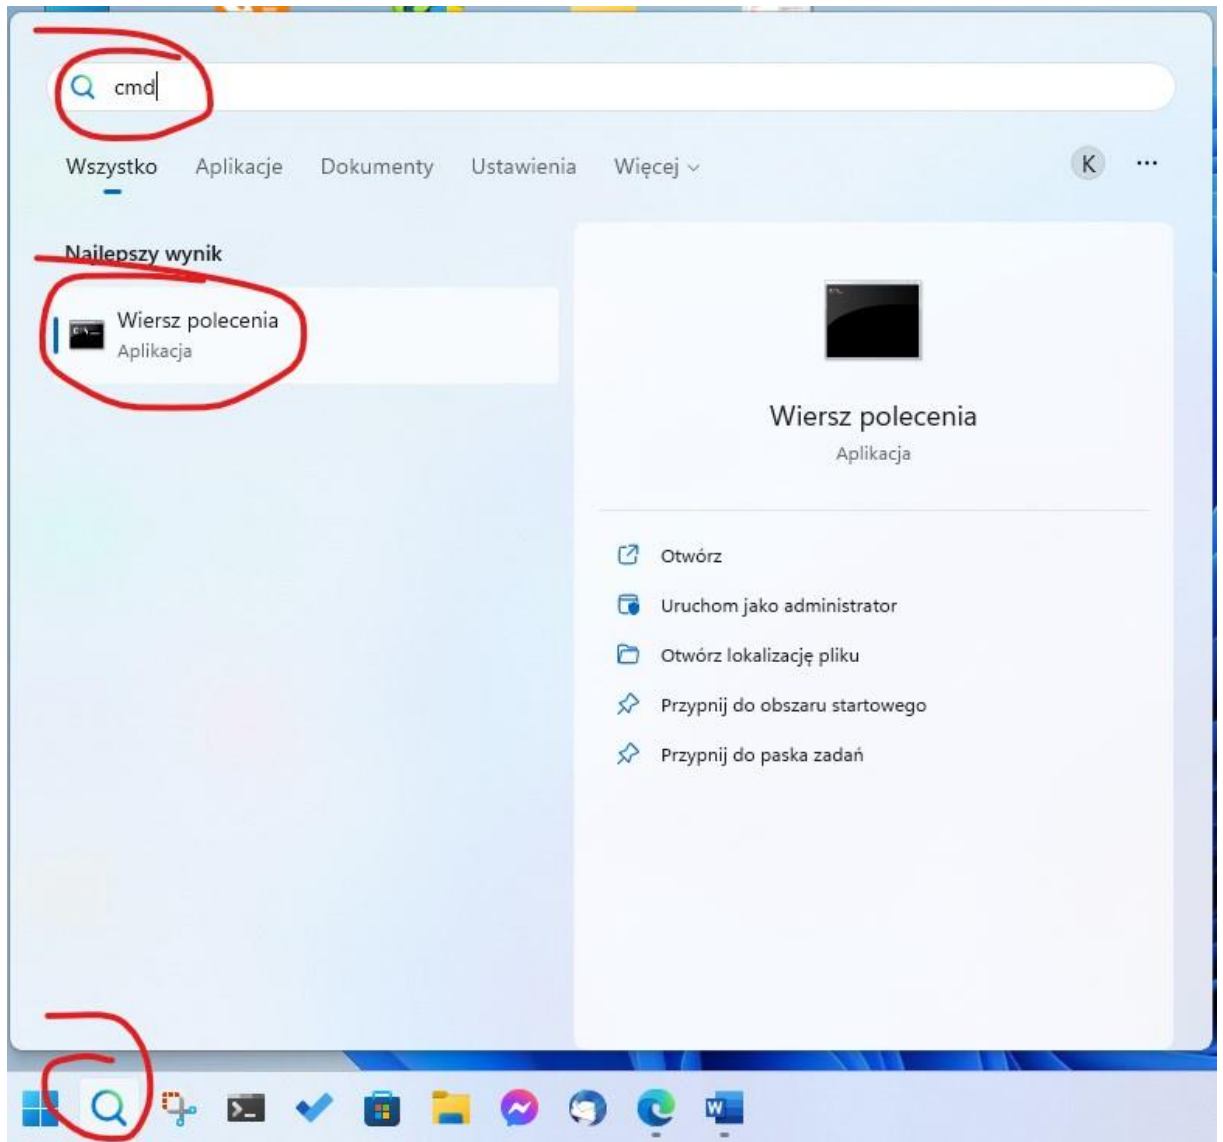 cmd
Wszystko Aplikacje Dokumenty Ustawienia Więcej K ...
Najlepszy wynik
Wiersz polecenia
Aplikacja
Wiersz polecenia
Aplikacja
Otwórz
Uruchom jako administrator
Otwórz lokalizację pliku
Przypnij do obszaru startowego
Przypnij do paska zadań
W